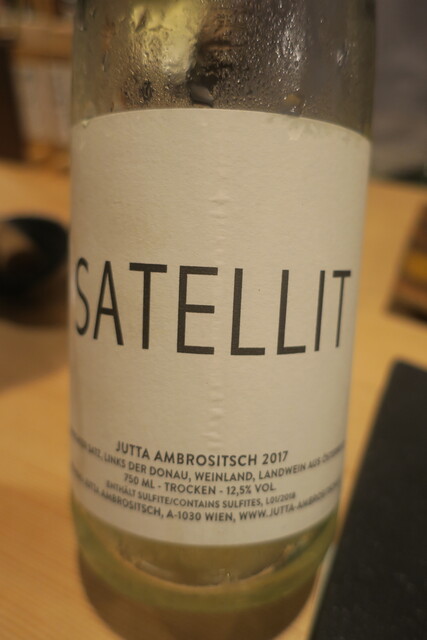 SATELLIT
JUTTA AMBROSITSCH 2017
SATZ, LINKS DER DONAU, WEINLAND, LANDWEIN AUS
750 ML - TROCKEN - 12,5% VOL.
ENTHÄLT SULFITE/CONTAINS SULFITES, L01/2018
JUTTA AMBROSITSCH, A-1030 WIEN, WWW.JUTTA-AMBROSITSCH